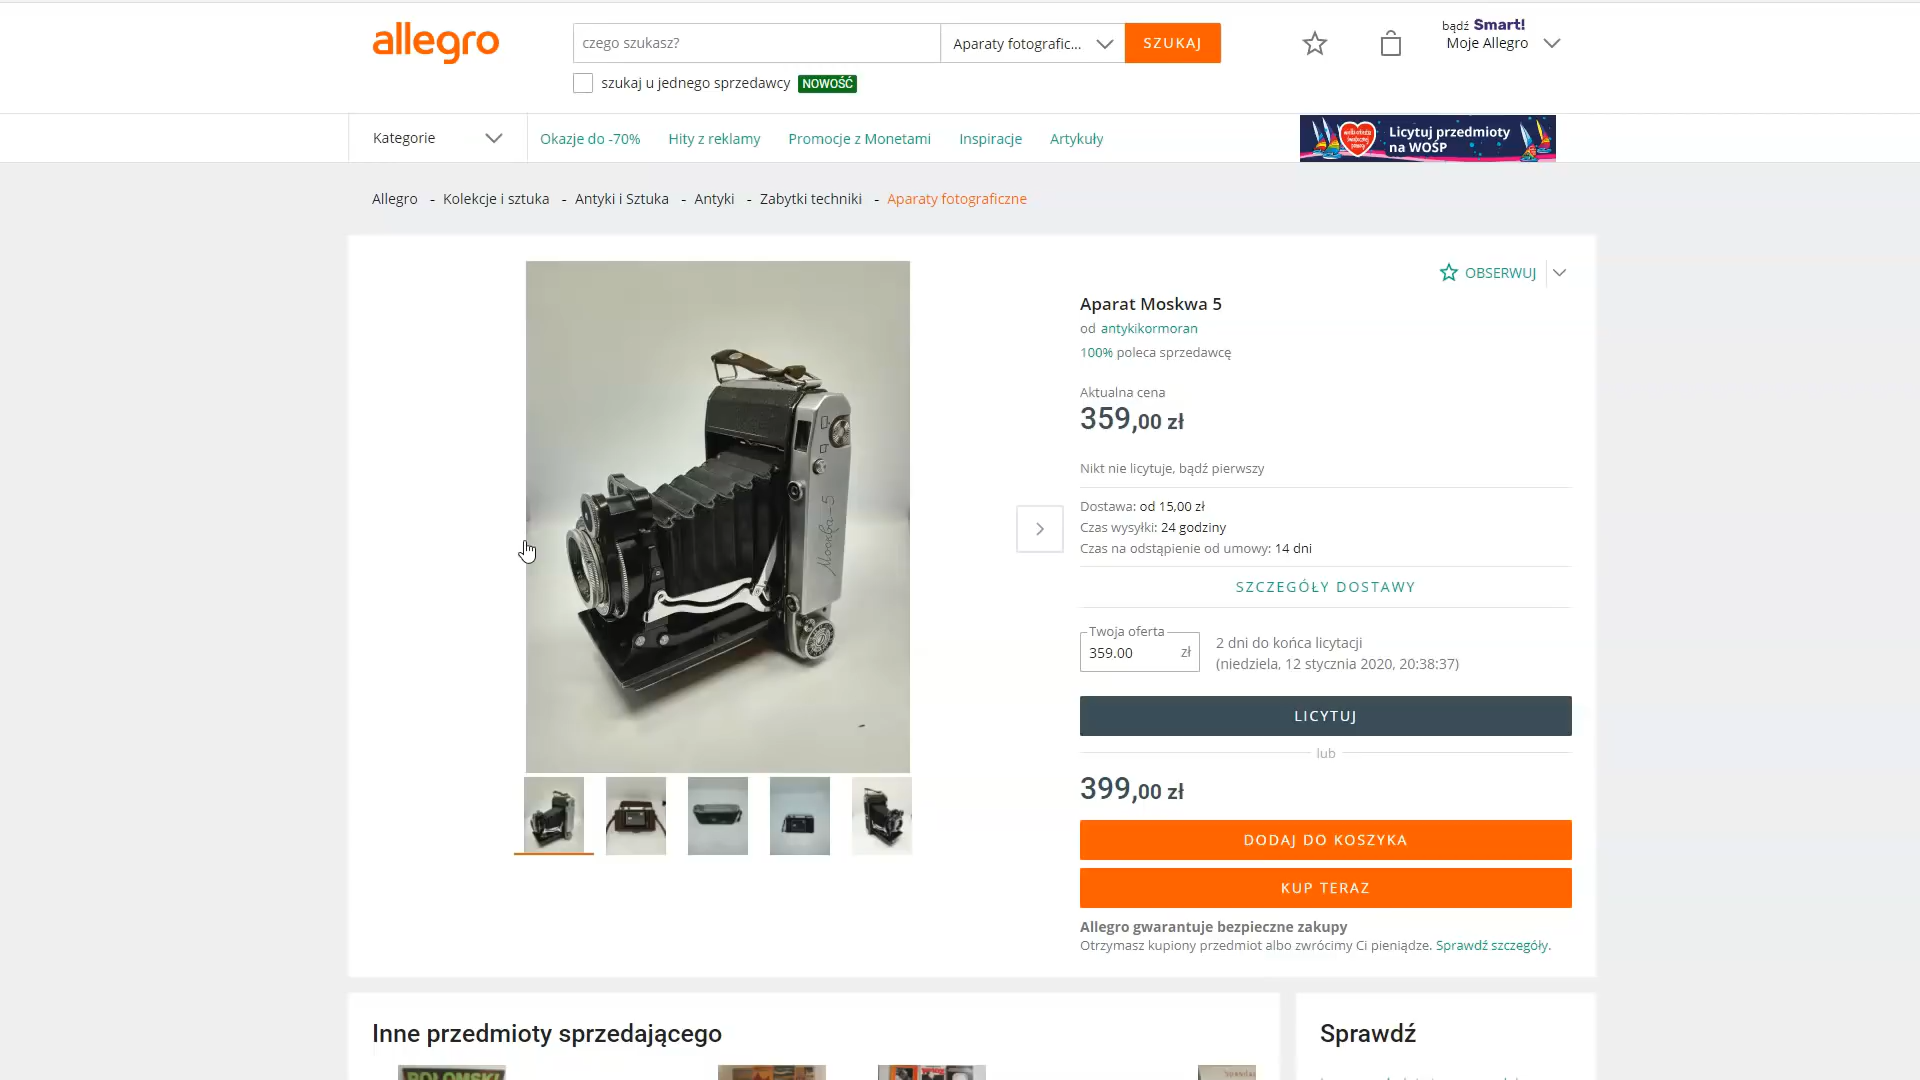 allegro
czego szukasz?
Aparaty fotografic...
SZUKAJ
bądź Smart!
Moje Allegro
szukaj u jednego sprzedawcy NOWOŚĆ
Kategorie
Okazje do -70%
Hity z reklamy
Promocje z Monetami
Inspiracje
Artykuły
Licytuj przedmioty
na WOŚP
Allegro - Kolekcje i sztuka - Antyki i Sztuka - Antyki - Zabytki techniki - Aparaty fotograficzne
OBSERWUJ
Aparat Moskwa 5
od antykikormoran
100% poleca sprzedawcę
Aktualna cena
359,00 zł
Nikt nie licytuje, bądź pierwszy
Dostawa: od 15,00 zł
Czas wysyłki: 24 godziny
Czas na odstąpienie od umowy: 14 dni
SZCZEGÓŁY DOSTAWY
Twoja oferta
359.00 zł
2 dni do końca licytacji
(niedziela, 12 stycznia 2020, 20:38:37)
LICYTUJ
lub
399,00 zł
DODAJ DO KOSZYKA
KUP TERAZ
Allegro gwarantuje bezpieczne zakupy
Otrzymasz kupiony przedmiot albo zwrócimy Ci pieniądze. Sprawdź szczegóły.
Москва-5
Inne przedmioty sprzedającego
Sprawdź
POŁOMSKI